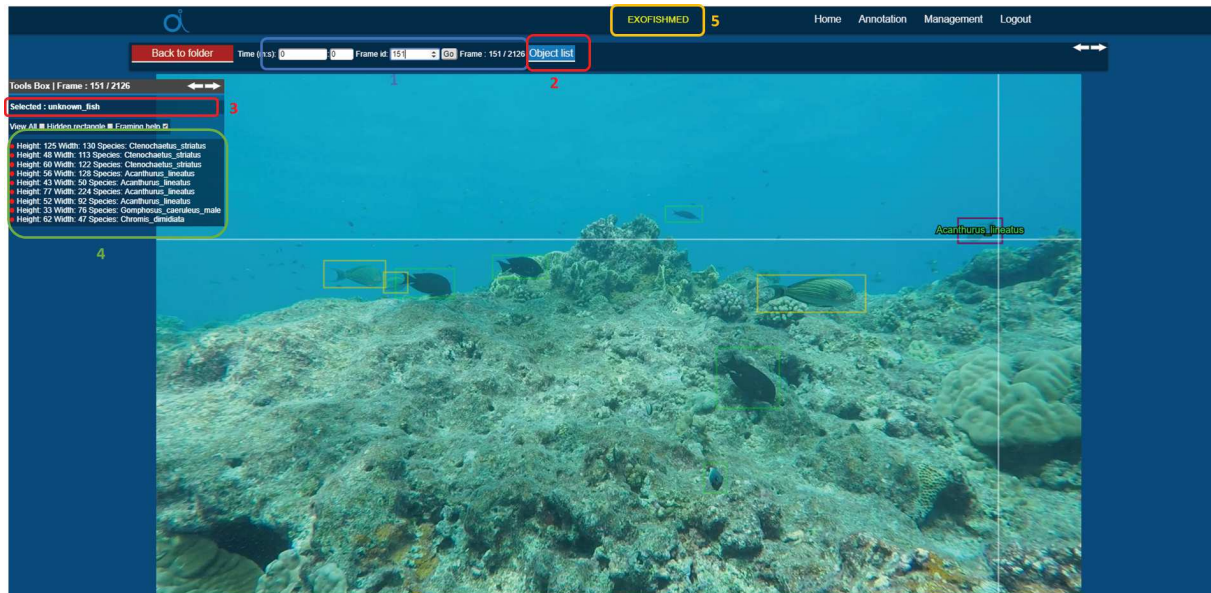 EXOFISHMED 5 Home Annotation Management Logout
Back to folder Time (m:s): 0 : 0 Frame id: 151 Go Frame : 151 / 2126 Object list
1 2
Tools Box | Frame : 151 / 2126
Selected : unknown_fish 3
View All Hidden rectangle Framing help
Height: 125 Width: 130 Species: Ctenochaetus_striatus
Height: 48 Width: 113 Species: Ctenochaetus_striatus
Height: 60 Width: 122 Species: Ctenochaetus_striatus
Height: 56 Width: 128 Species: Acanthurus_lineatus
Height: 43 Width: 50 Species: Acanthurus_lineatus
Height: 77 Width: 224 Species: Acanthurus_lineatus
Height: 52 Width: 92 Species: Acanthurus_lineatus
Height: 33 Width: 76 Species: Gomphosus_caeruleus_male
Height: 62 Width: 47 Species: Chromis_dimidiata
4
Acanthurus_lineatus